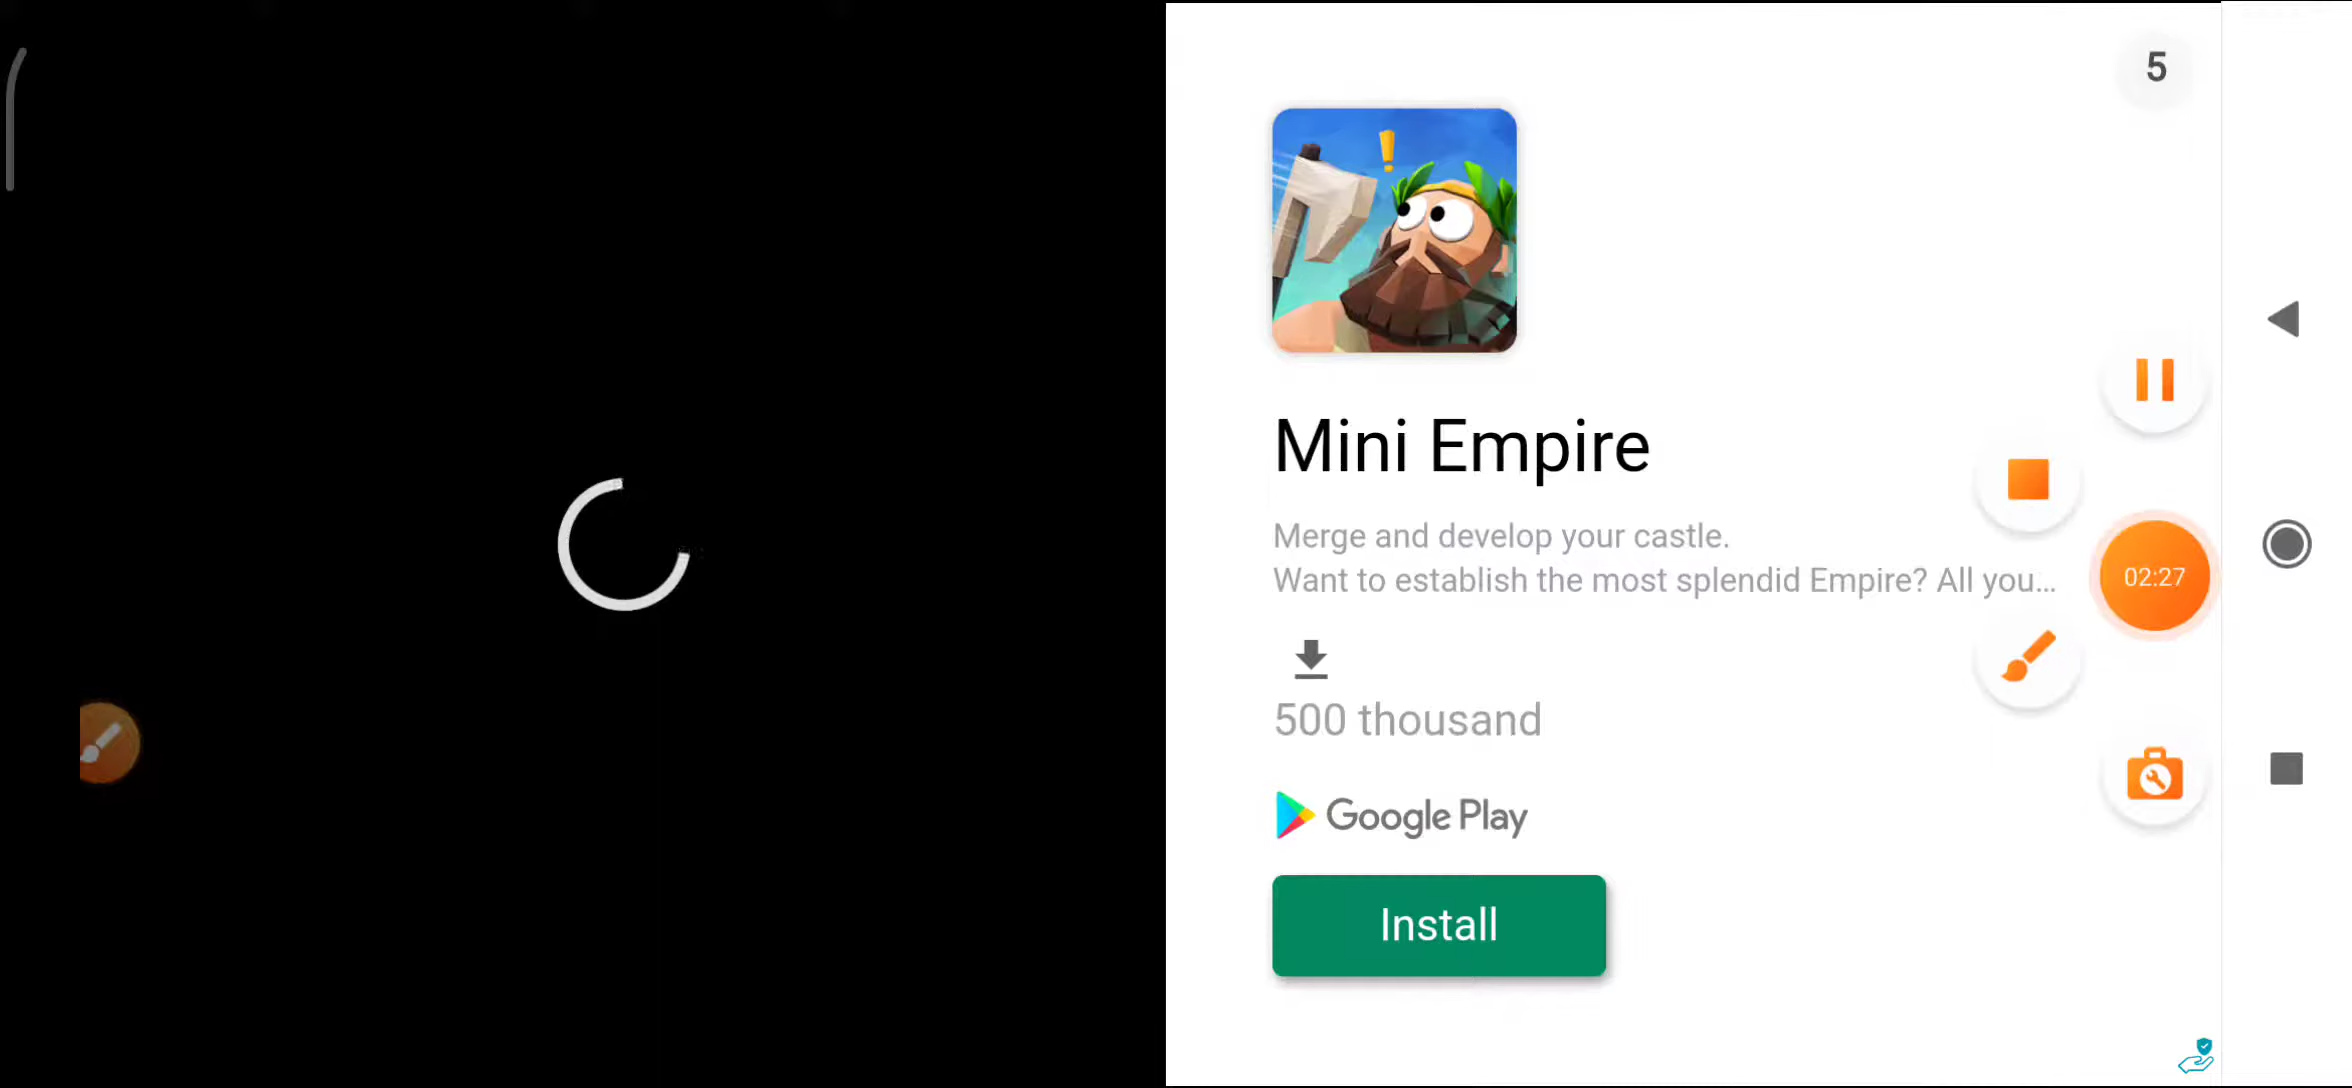 5
Mini Empire
Merge and develop your castle.
Want to establish the most splendid Empire? All you...
02:27
500 thousand
Google Play
Install